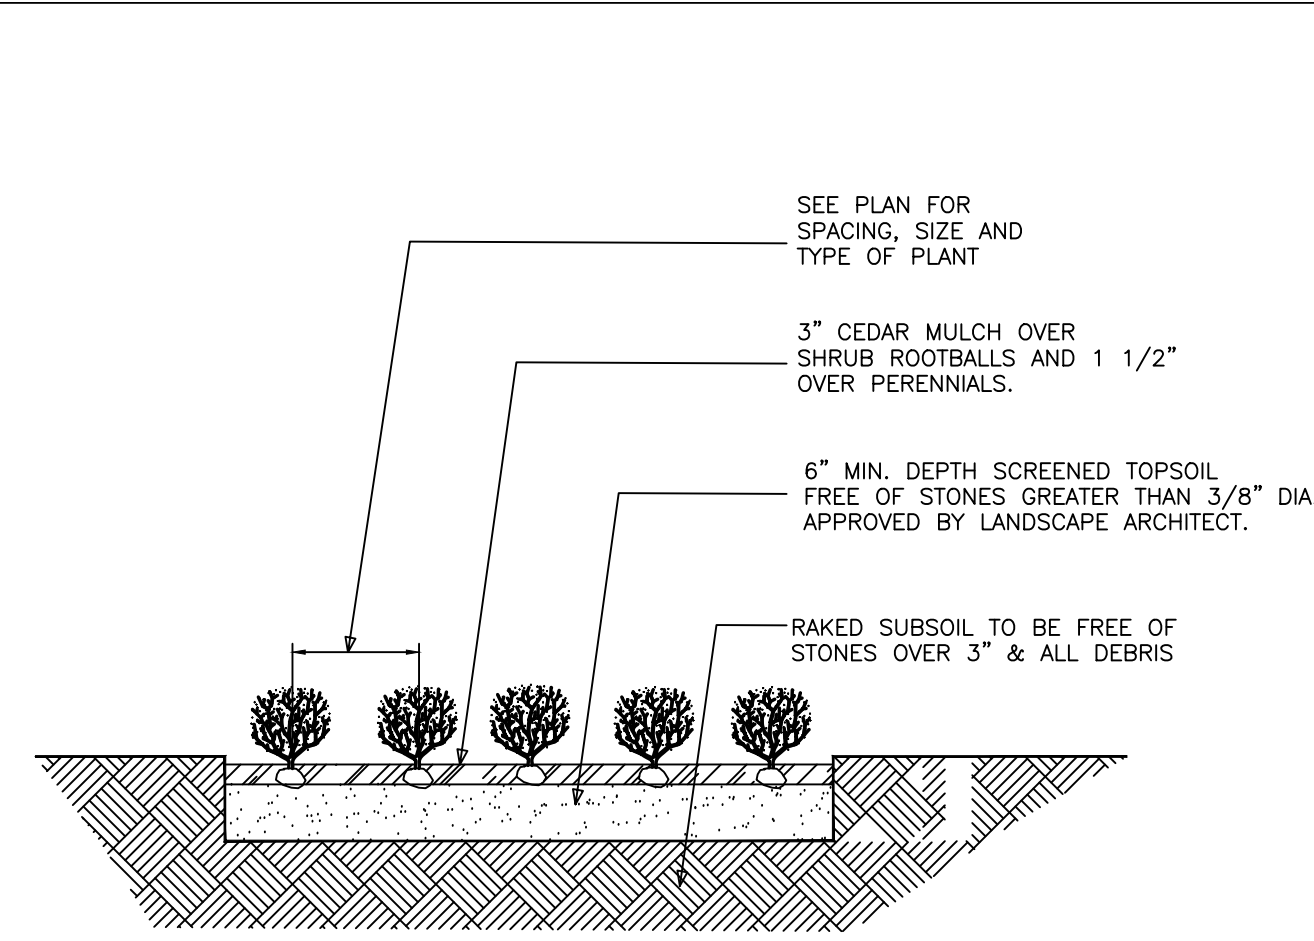 SEE PLAN FOR
SPACING, SIZE AND
TYPE OF PLANT
3” CEDAR MULCH OVER
SHRUB ROOTBALLS AND 1 1/2”
OVER PERENNIALS.
6” MIN. DEPTH SCREENED TOPSOIL
FREE OF STONES GREATER THAN 3/8” DIA
APPROVED BY LANDSCAPE ARCHITECT.
RAKED SUBSOIL TO BE FREE OF
STONES OVER 3” & ALL DEBRIS